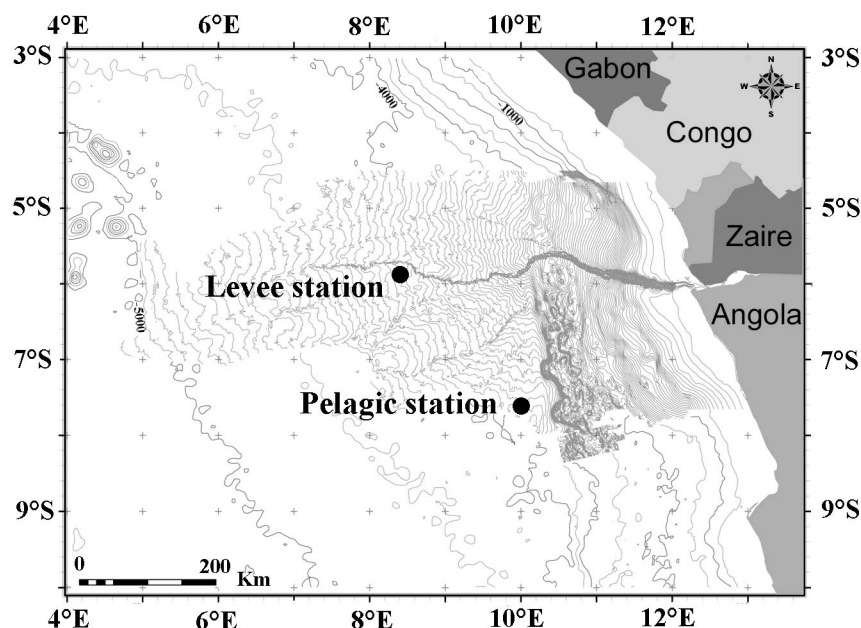 4°E 6°E 8°E 10°E 12°E
3°S 3°S
Gabon
N
W E
S
-4000
-1000
Congo
5°S 5°S
Zaire
Levee station
-5000
Angola
7°S 7°S
Pelagic station
9°S 9°S
0 200
Km
4°E 6°E 8°E 10°E 12°E